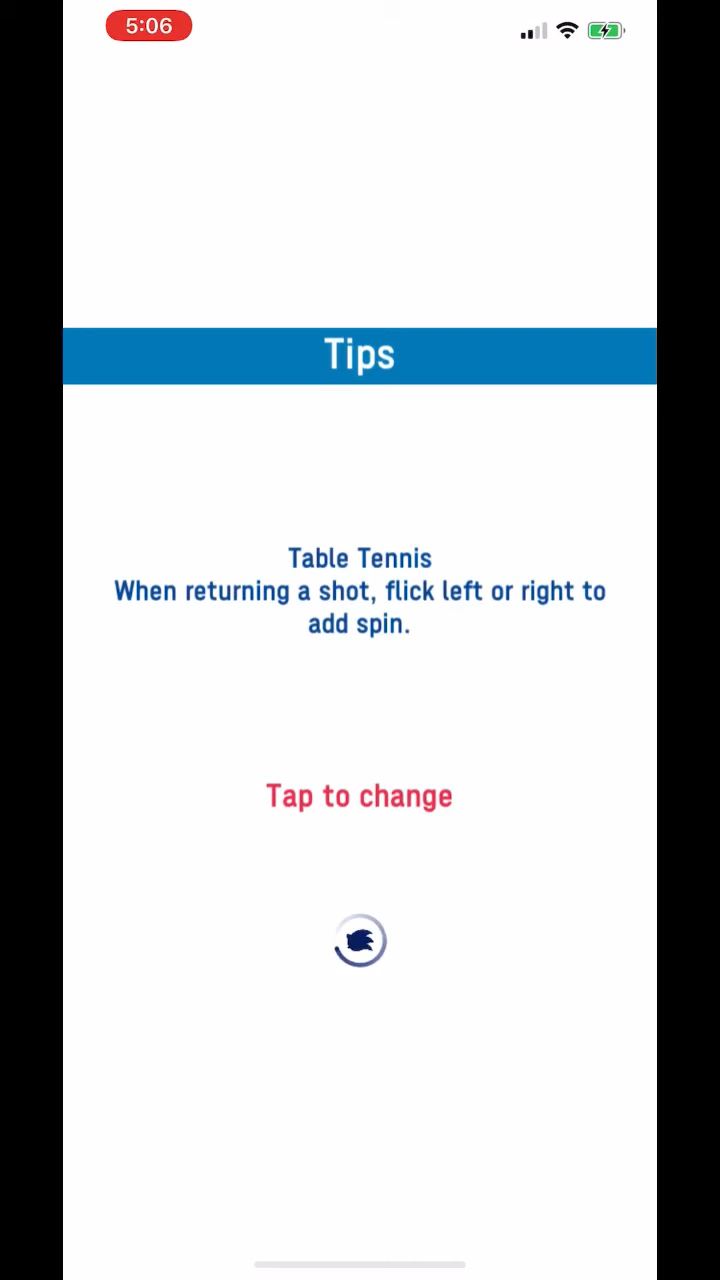 5:06
Tips
Table Tennis
When returning a shot, flick left or right to
add spin.
Tap to change